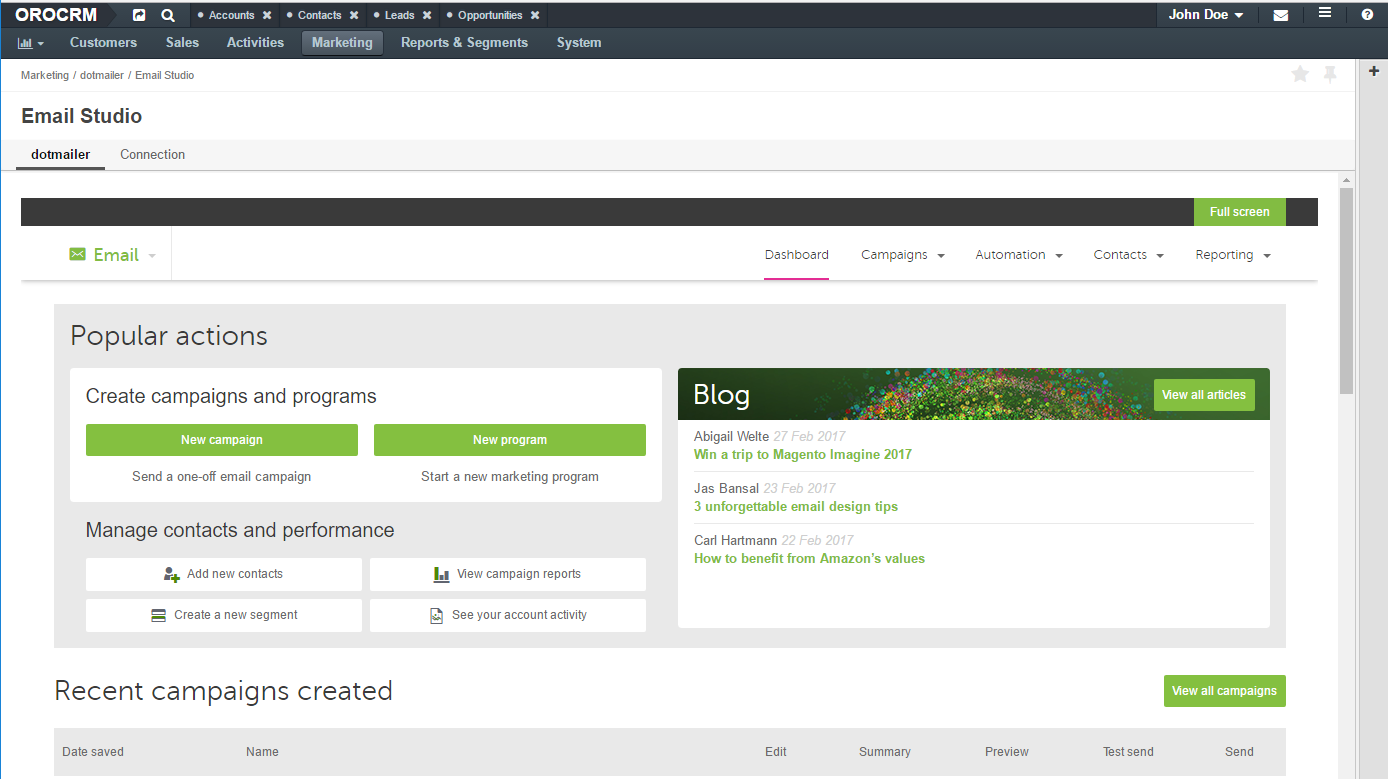 OROCRM Accounts Contacts Leads Opportunities John Doe
Customers Sales Activities Marketing Reports & Segments System
Marketing / dotmailer / Email Studio
Email Studio
dotmailer Connection
Full screen
Email Dashboard Campaigns Automation Contacts Reporting
Popular actions
Create campaigns and programs
New campaign New program
Send a one-off email campaign Start a new marketing program
Manage contacts and performance
Add new contacts View campaign reports
Create a new segment See your account activity
Blog View all articles
Abigail Welte 27 Feb 2017
Win a trip to Magento Imagine 2017
Jas Bansal 23 Feb 2017
3 unforgettable email design tips
Carl Hartmann 22 Feb 2017
How to benefit from Amazon's values
Recent campaigns created View all campaigns
Date saved Name Edit Summary Preview Test send Send